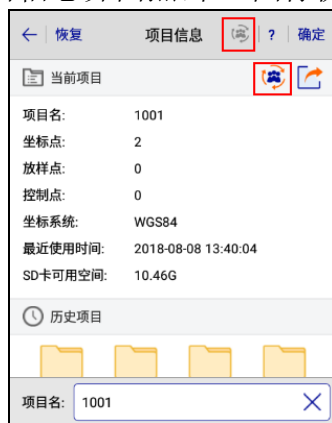 恢复 项目信息 ? 确定
当前项目
项目名: 1001
坐标点: 2
放样点: 0
控制点: 0
坐标系统: WGS84
最近使用时间: 2018-08-08 13:40:04
SD卡可用空间: 10.46G
历史项目
项目名: 1001